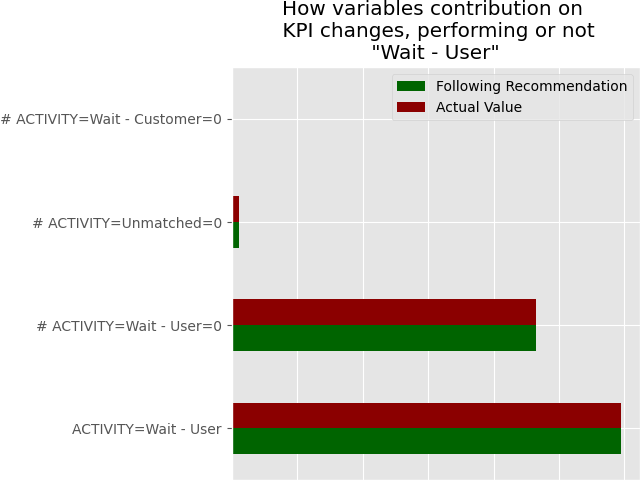 How variables contribution on
KPI changes, performing or not
"Wait - User"
Following Recommendation
Actual Value
# ACTIVITY=Wait - Customer=0
# ACTIVITY=Unmatched=0
# ACTIVITY=Wait - User=0
ACTIVITY=Wait - User